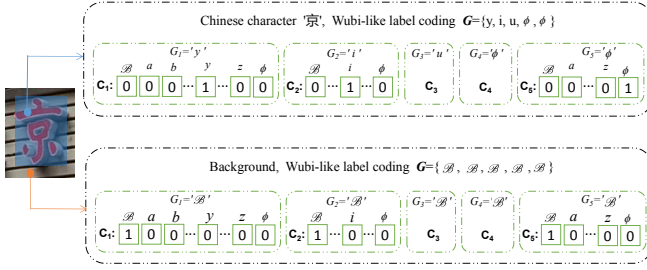 Chinese character '京', Wubi-like label coding G={y, i, u, ϕ, ϕ}
G₁='y' G₂='i' G₃='u' G₄='ϕ' G₅='ϕ'
ℬ a b y z ϕ ℬ i ϕ ℬ a z ϕ
C₁: 0 0 0 ··· 1 ··· 0 0 C₂: 0 ··· 1 ··· 0 C₃ C₄ C₅: 0 0 ··· 0 1
京
Background, Wubi-like label coding G={ ℬ, ℬ, ℬ, ℬ, ℬ }
G₁='ℬ' G₂='ℬ' G₃='ℬ' G₄='ℬ' G₅='ℬ'
ℬ a b y z ϕ ℬ i ϕ ℬ a z ϕ
C₁: 1 0 0 ··· 0 ··· 0 0 C₂: 1 ··· 0 ··· 0 C₃ C₄ C₅: 1 0 ··· 0 0